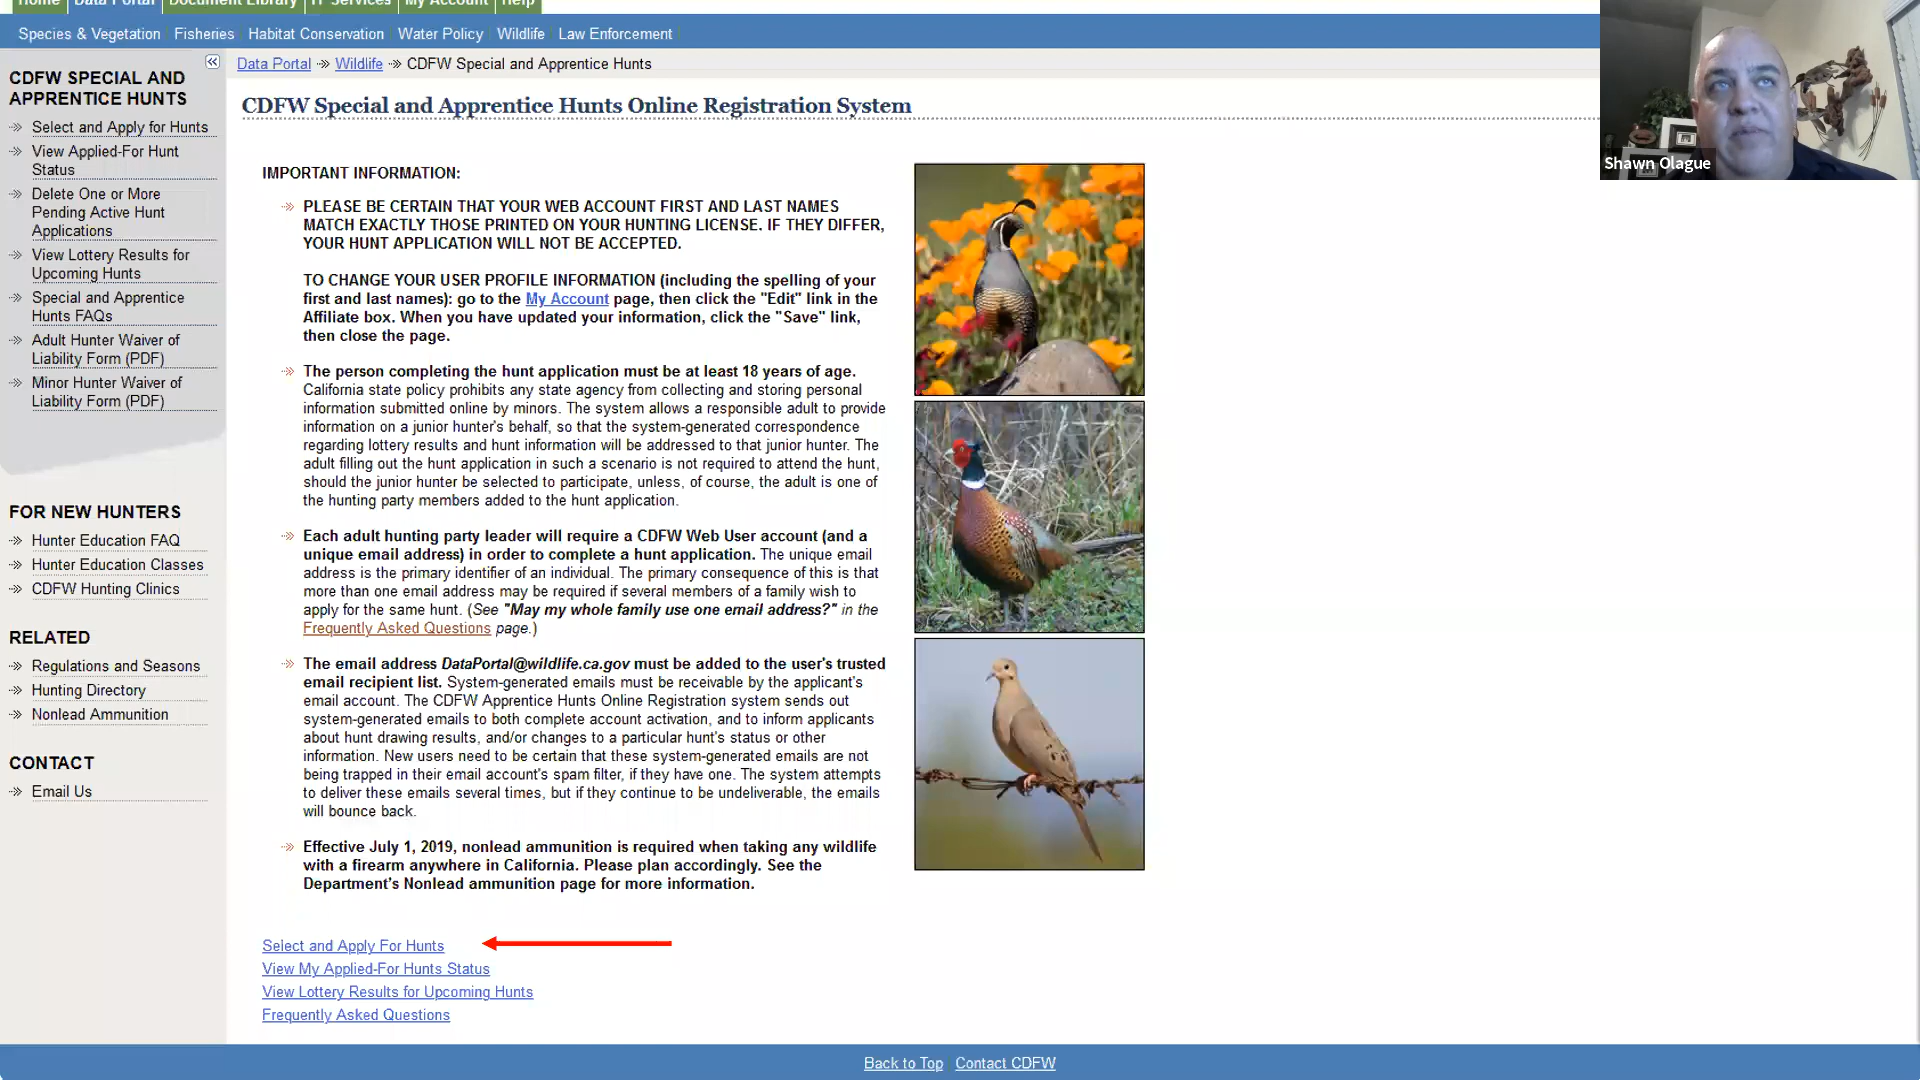 Home Data Portal Document Library IT Services My Account Help
Species & Vegetation Fisheries Habitat Conservation Water Policy Wildlife Law Enforcement
CDFW SPECIAL AND
APPRENTICE HUNTS
Select and Apply for Hunts
View Applied-For Hunt
Status
Delete One or More
Pending Active Hunt
Applications
View Lottery Results for
Upcoming Hunts
Special and Apprentice
Hunts FAQs
Adult Hunter Waiver of
Liability Form (PDF)
Minor Hunter Waiver of
Liability Form (PDF)
FOR NEW HUNTERS
Hunter Education FAQ
Hunter Education Classes
CDFW Hunting Clinics
RELATED
Regulations and Seasons
Hunting Directory
Nonlead Ammunition
CONTACT
Email Us
Data Portal Wildlife CDFW Special and Apprentice Hunts
CDFW Special and Apprentice Hunts Online Registration System
IMPORTANT INFORMATION:
PLEASE BE CERTAIN THAT YOUR WEB ACCOUNT FIRST AND LAST NAMES
MATCH EXACTLY THOSE PRINTED ON YOUR HUNTING LICENSE. IF THEY DIFFER,
YOUR HUNT APPLICATION WILL NOT BE ACCEPTED.
TO CHANGE YOUR USER PROFILE INFORMATION (including the spelling of your
first and last names): go to the My Account page, then click the "Edit" link in the
Affiliate box. When you have updated your information, click the "Save" link,
then close the page.
The person completing the hunt application must be at least 18 years of age.
California state policy prohibits any state agency from collecting and storing personal
information submitted online by minors. The system allows a responsible adult to provide
information on a junior hunter's behalf, so that the system-generated correspondence
regarding lottery results and hunt information will be addressed to that junior hunter. The
adult filling out the hunt application in such a scenario is not required to attend the hunt,
should the junior hunter be selected to participate, unless, of course, the adult is one of
the hunting party members added to the hunt application.
Each adult hunting party leader will require a CDFW Web User account (and a
unique email address) in order to complete a hunt application. The unique email
address is the primary identifier of an individual. The primary consequence of this is that
more than one email address may be required if several members of a family wish to
apply for the same hunt. (See "May my whole family use one email address?" in the
Frequently Asked Questions page.)
The email address DataPortal@wildlife.ca.gov must be added to the user's trusted
email recipient list. System-generated emails must be receivable by the applicant's
email account. The CDFW Apprentice Hunts Online Registration system sends out
system-generated emails to both complete account activation, and to inform applicants
about hunt drawing results, and/or changes to a particular hunt's status or other
information. New users need to be certain that these system-generated emails are not
being trapped in their email account's spam filter, if they have one. The system attempts
to deliver these emails several times, but if they continue to be undeliverable, the emails
will bounce back.
Effective July 1, 2019, nonlead ammunition is required when taking any wildlife
with a firearm anywhere in California. Please plan accordingly. See the
Department's Nonlead ammunition page for more information.
Select and Apply For Hunts
View My Applied-For Hunts Status
View Lottery Results for Upcoming Hunts
Frequently Asked Questions
Back to Top Contact CDFW
Shawn Olague